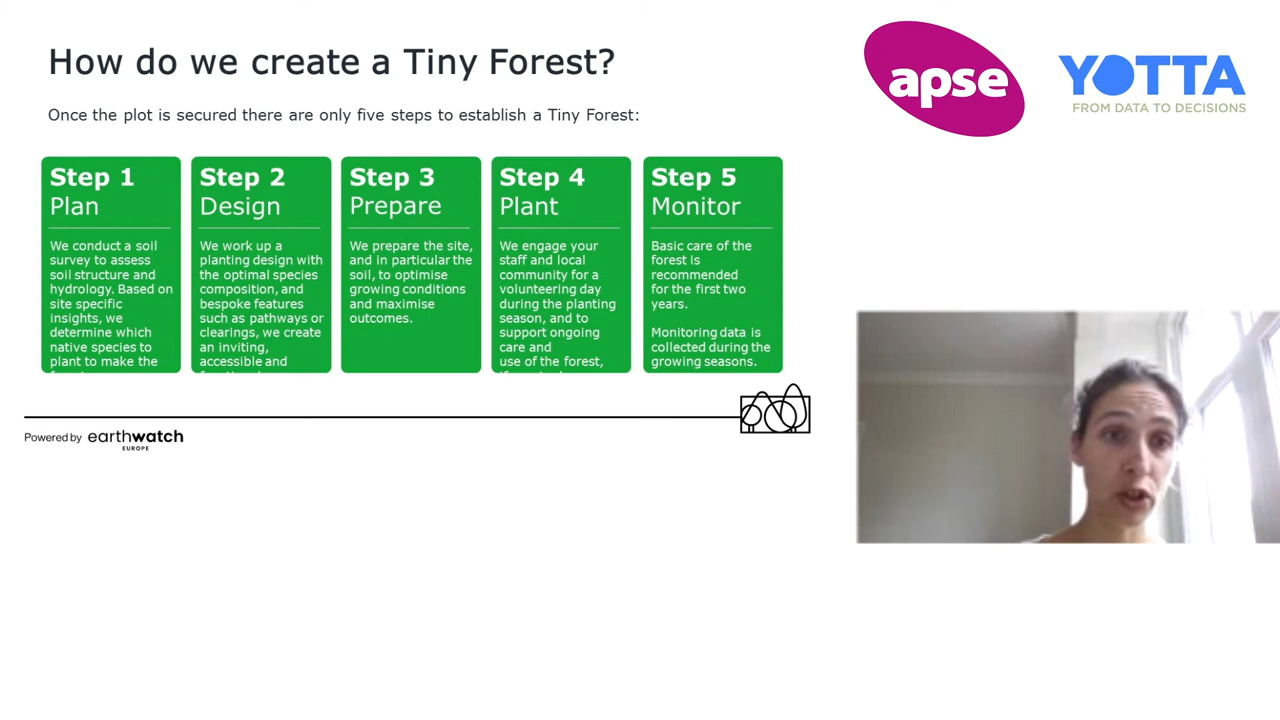 How do we create a Tiny Forest?
Once the plot is secured there are only five steps to establish a Tiny Forest:
Step 1
Plan
We conduct a soil
survey to assess
soil structure and
hydrology. Based on
site specific
insights, we
determine which
native species to
plant to make the
Step 2
Design
We work up a
planting design with
the optimal species
composition, and
bespoke features
such as pathways or
clearings, we create
an inviting,
accessible and
Step 3
Prepare
We prepare the site,
and in particular the
soil, to optimise
growing conditions
and maximise
outcomes.
Step 4
Plant
We engage your
staff and local
community for a
volunteering day
during the planting
season, and to
support ongoing
care and
use of the forest,
Step 5
Monitor
Basic care of the
forest is
recommended
for the first two
years.
Monitoring data is
collected during the
growing seasons.
Powered by earthwatch
EUROPE
apse
YOTTA
FROM DATA TO DECISIONS